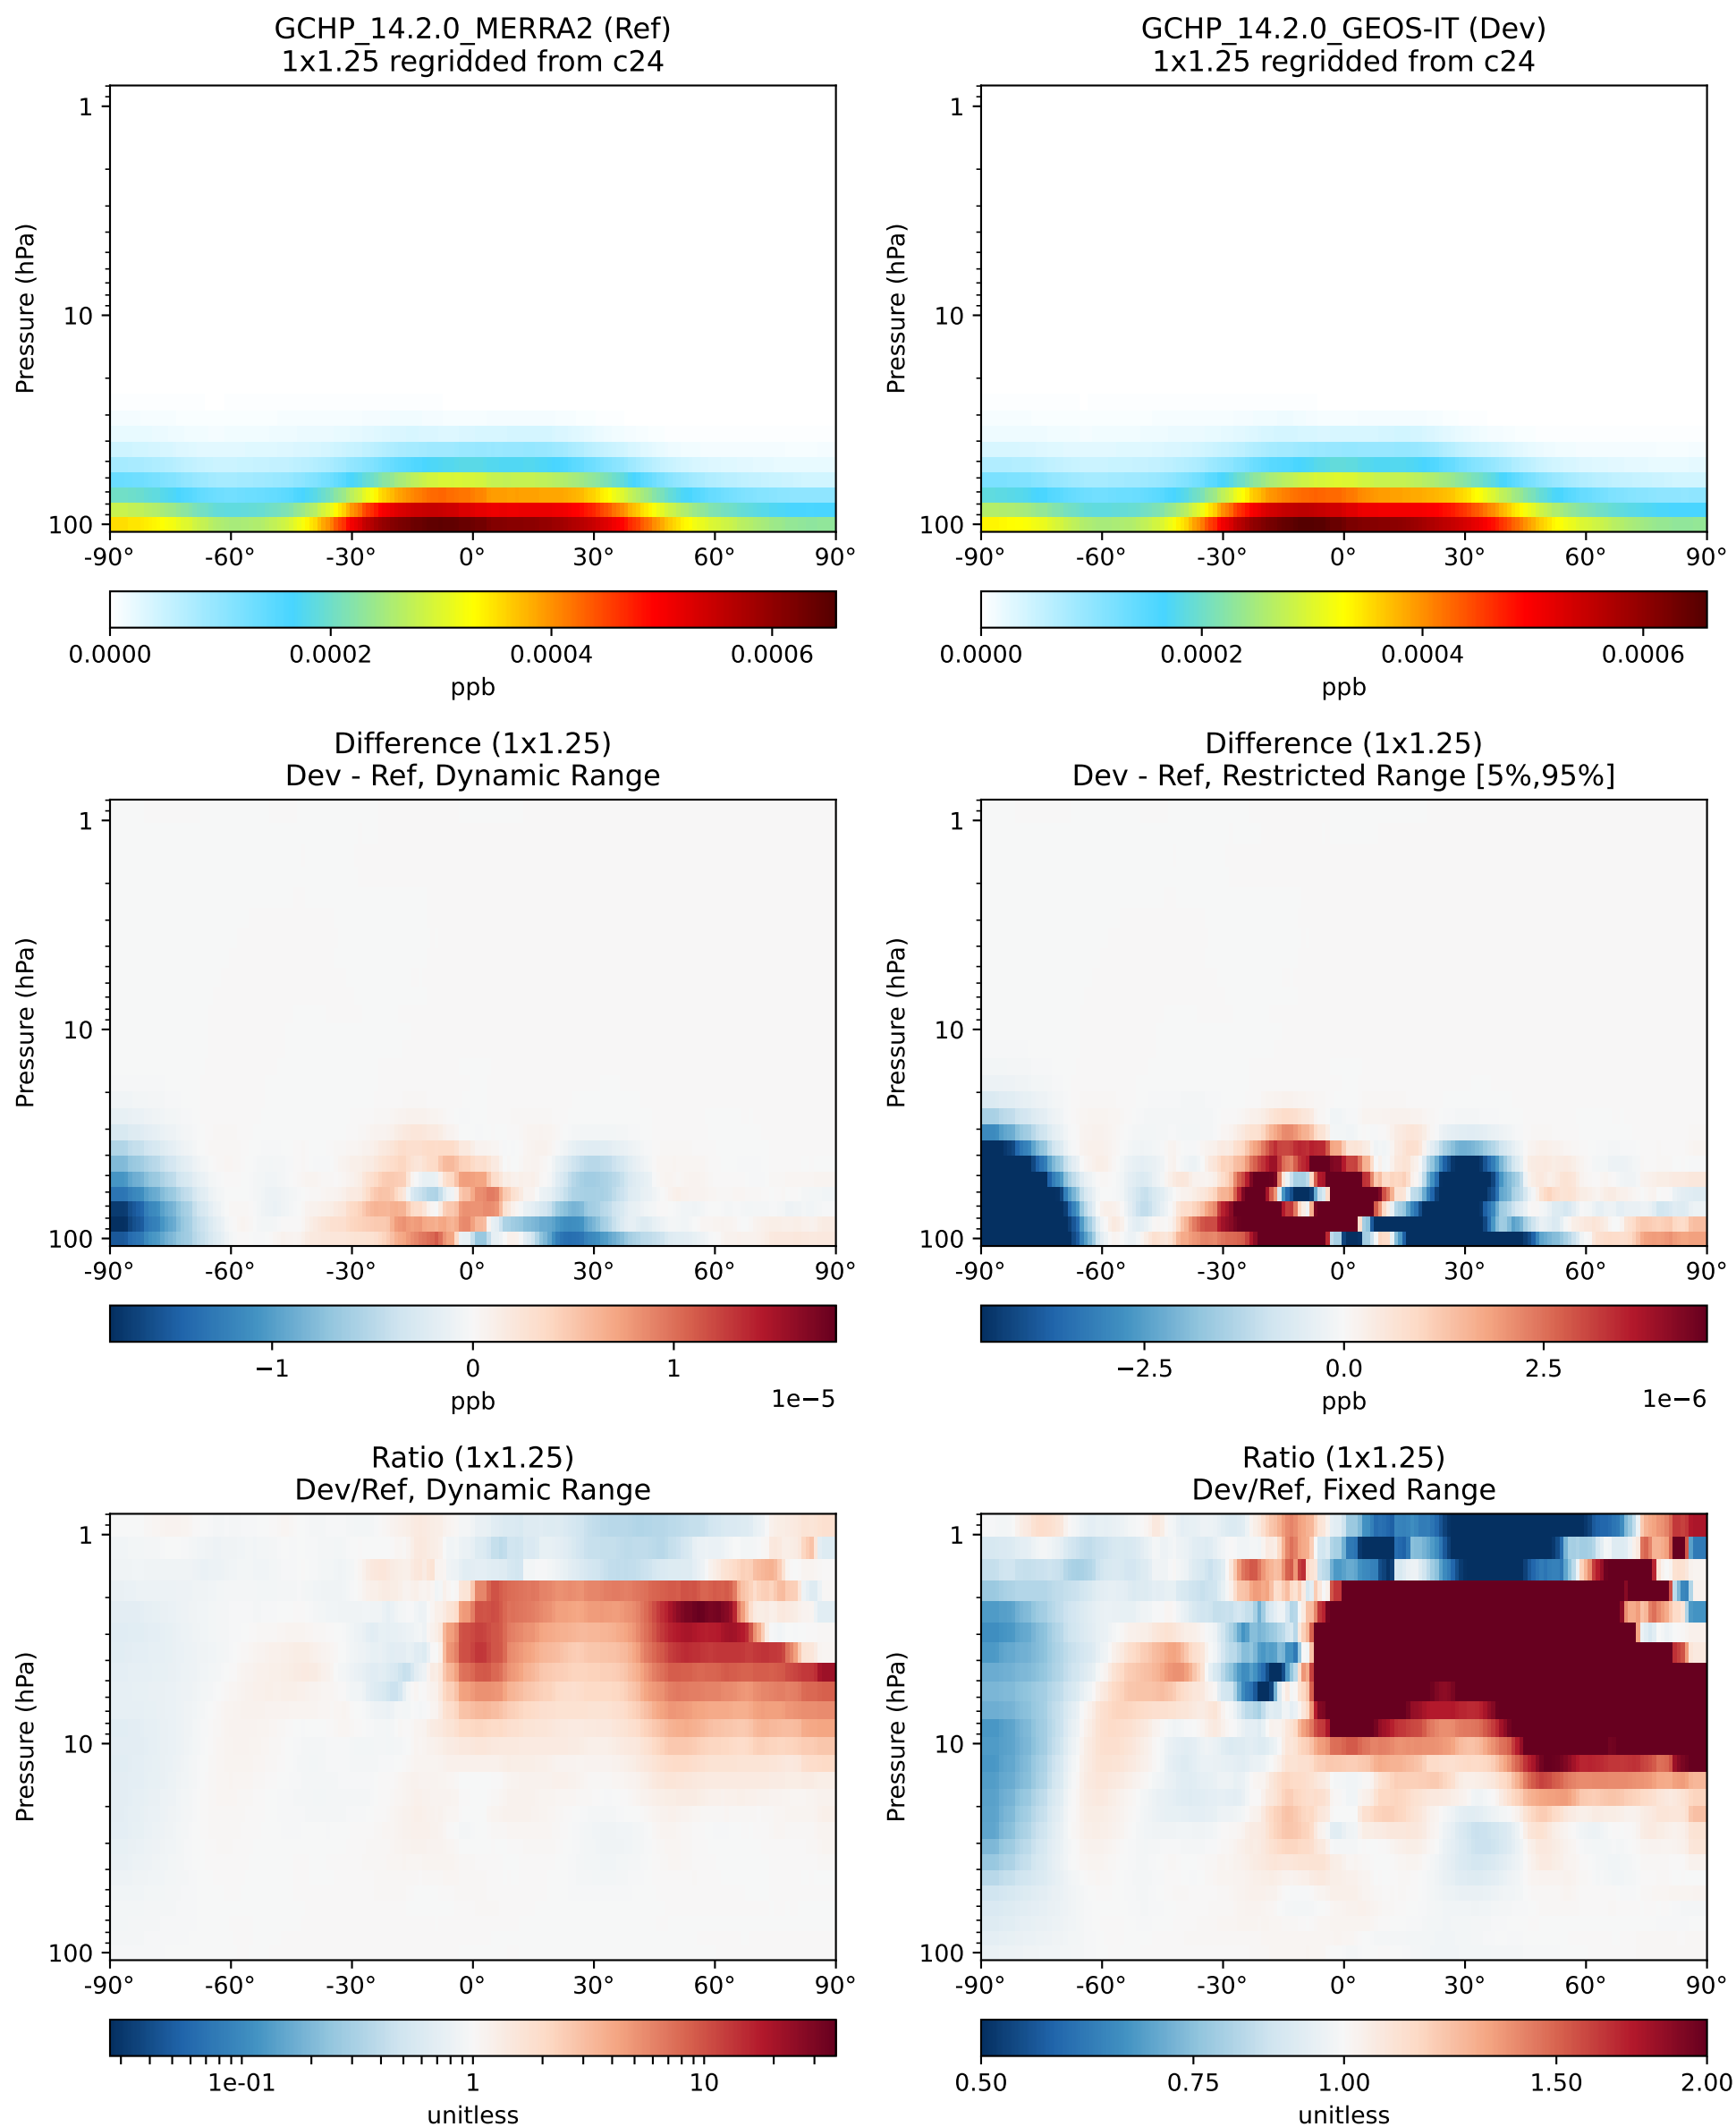 GCHP_14.2.0_MERRA2 (Ref)
1x1.25 regridded from c24
GCHP_14.2.0_GEOS-IT (Dev)
1x1.25 regridded from c24
Pressure (hPa)
1
10
100
-90° -60° -30° 0° 30° 60° 90°
0.0000 0.0002 0.0004 0.0006
ppb
Pressure (hPa)
1
10
100
-90° -60° -30° 0° 30° 60° 90°
0.0000 0.0002 0.0004 0.0006
ppb
Difference (1x1.25)
Dev - Ref, Dynamic Range
Pressure (hPa)
1
10
100
-90° -60° -30° 0° 30° 60° 90°
−1 0 1
ppb
1e−5
Difference (1x1.25)
Dev - Ref, Restricted Range [5%,95%]
Pressure (hPa)
1
10
100
-90° -60° -30° 0° 30° 60° 90°
−2.5 0.0 2.5
ppb
1e−6
Ratio (1x1.25)
Dev/Ref, Dynamic Range
Pressure (hPa)
1
10
100
-90° -60° -30° 0° 30° 60° 90°
1e-01 1 10
unitless
Ratio (1x1.25)
Dev/Ref, Fixed Range
Pressure (hPa)
1
10
100
-90° -60° -30° 0° 30° 60° 90°
0.50 0.75 1.00 1.50 2.00
unitless